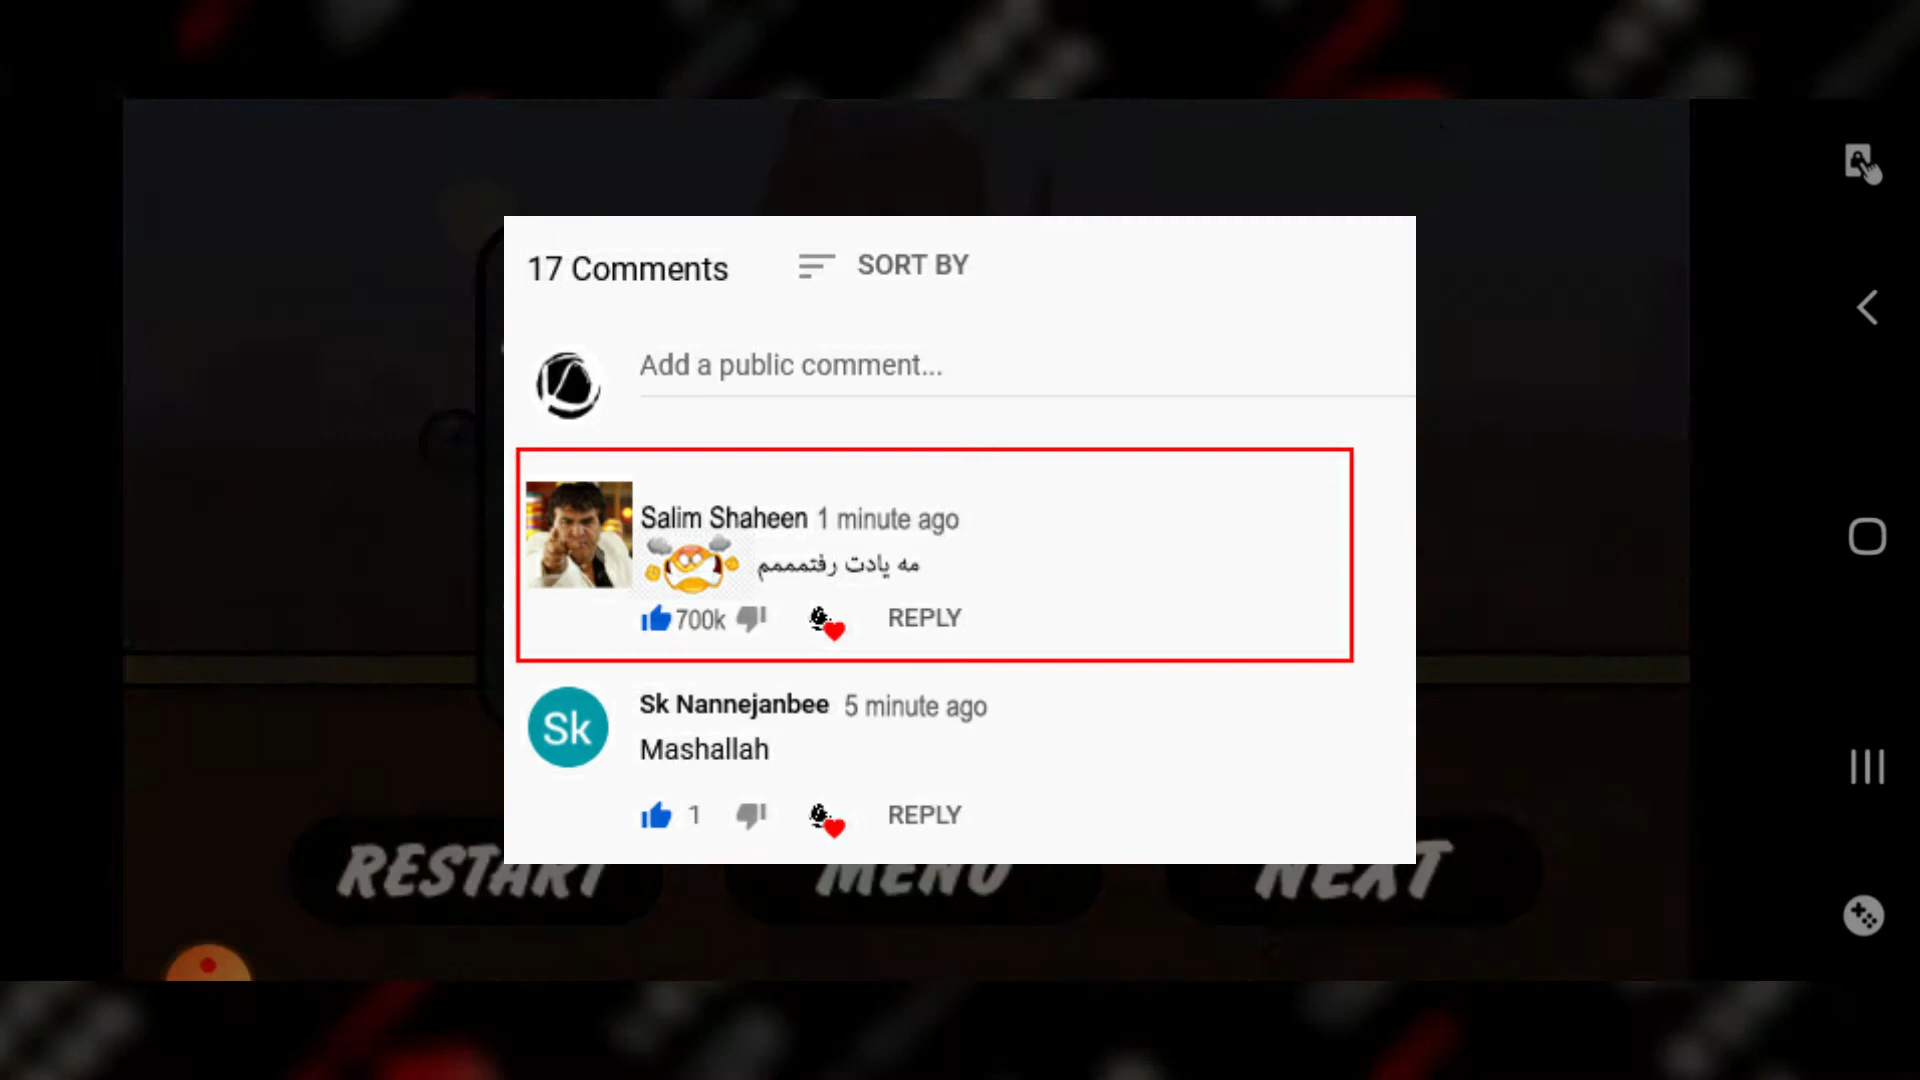 17 Comments
SORT BY
Add a public comment...
Salim Shaheen 1 minute ago
مه یادت رفتممم
700k
REPLY
Sk
Sk Nannejanbee 5 minute ago
Mashallah
1
REPLY
RESTART
MENU
NEXT